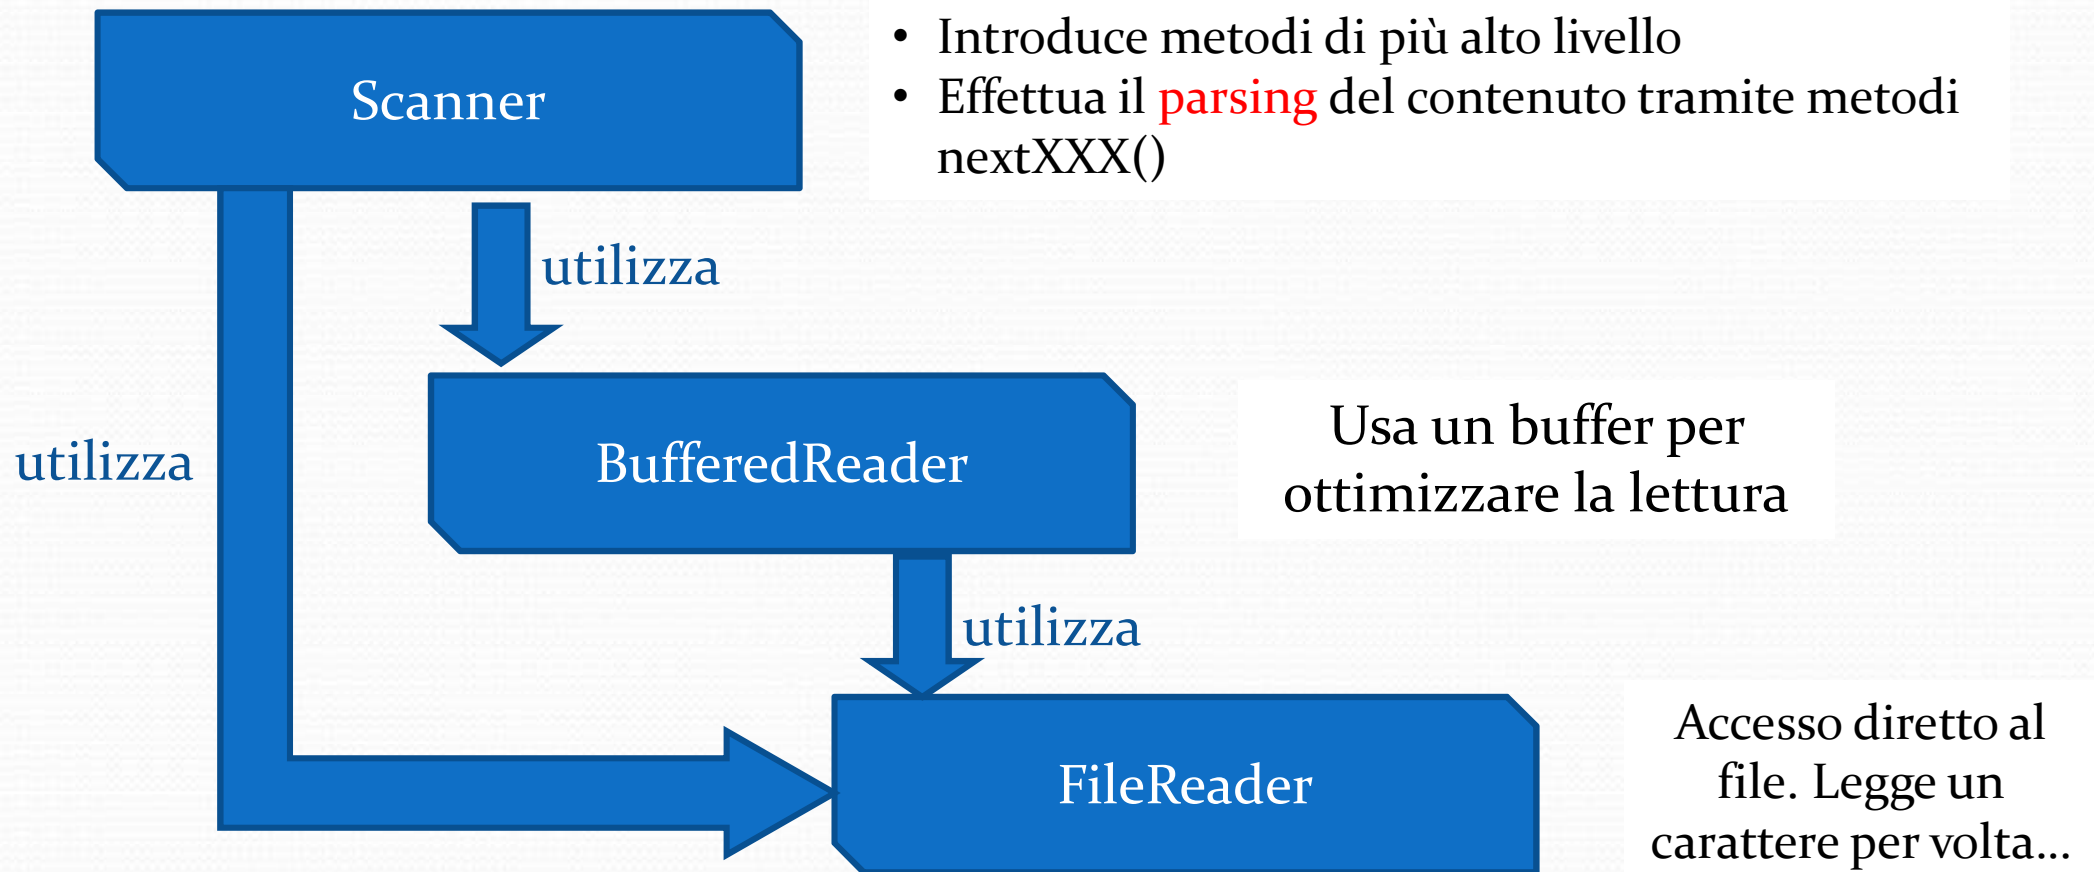 Scanner
• Introduce metodi di più alto livello
• Effettua il parsing del contenuto tramite metodi
nextXXX()
utilizza
utilizza
BufferedReader
Usa un buffer per
ottimizzare la lettura
utilizza
FileReader
Accesso diretto al
file. Legge un
carattere per volta...